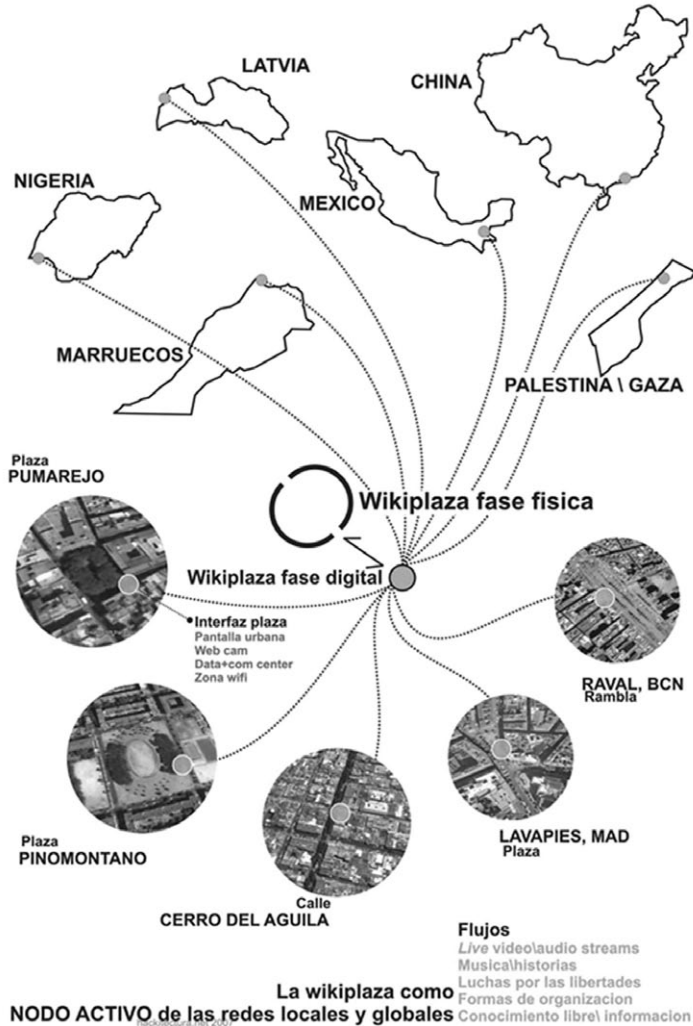 LATVIA
CHINA
NIGERIA
MEXICO
MARRUECOS
PALESTINA \ GAZA
Plaza
PUMAREJO
Wikiplaza fase fisica
Wikiplaza fase digital
Interfaz plaza
Pantalla urbana
Web cam
Data+com center
Zona wifi
RAVAL, BCN
Rambla
Plaza
PINOMONTANO
LAVAPIES, MAD
Plaza
Calle
CERRO DEL AGUILA
Flujos
Live video\audio streams
Musica\historias
Luchas por las libertades
Formas de organizacion
Conocimiento libre\ informacion
La wikiplaza como
NODO ACTIVO de las redes locales y globales
hackitectura.net 2007